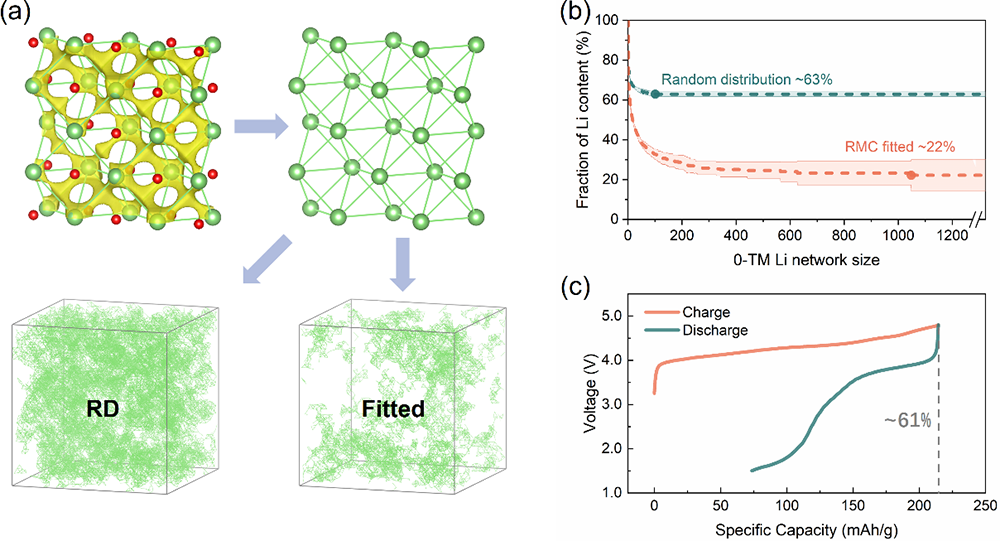 (a)
RD
Fitted
(b)
Fraction of Li content (%)
100
80
60
40
20
0
Random distribution ~63%
RMC fitted ~22%
0
200
400
600
800
1000
1200
0-TM Li network size
(c)
Voltage (V)
5.0
4.0
3.0
2.0
1.0
Charge
Discharge
~61%
0
50
100
150
200
250
Specific Capacity (mAh/g)